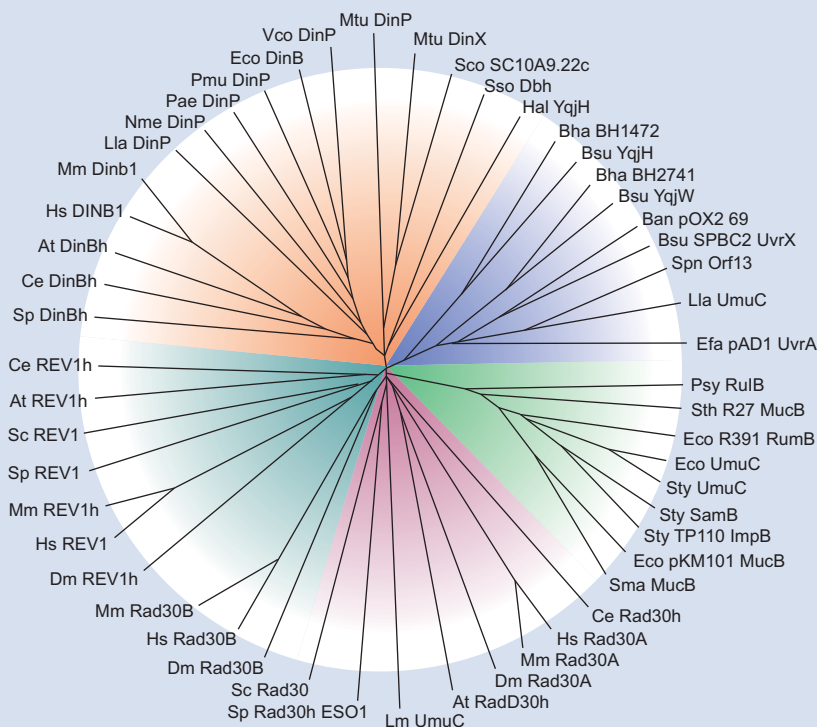 Mtu DinP
Vco DinP
Mtu DinX
Eco DinB
Sco SC10A9.22c
Pmu DinP
Sso Dbh
Pae DinP
Hal YqjH
Nme DinP
Bha BH1472
Lla DinP
Bsu YqjH
Mm Dinb1
Bha BH2741
Bsu YqjW
Hs DINB1
Ban pOX2 69
At DinBh
Bsu SPBC2 UvrX
Spn Orf13
Ce DinBh
Lla UmuC
Sp DinBh
Efa pAD1 UvrA
Ce REV1h
Psy RulB
At REV1h
Sth R27 MucB
Sc REV1
Eco R391 RumB
Sp REV1
Eco UmuC
Sty UmuC
Mm REV1h
Sty SamB
Hs REV1
Sty TP110 ImpB
Dm REV1h
Eco pKM101 MucB
Sma MucB
Mm Rad30B
Ce Rad30h
Hs Rad30B
Hs Rad30A
Dm Rad30B
Mm Rad30A
Sc Rad30
Dm Rad30A
Sp Rad30h ESO1
At RadD30h
Lm UmuC